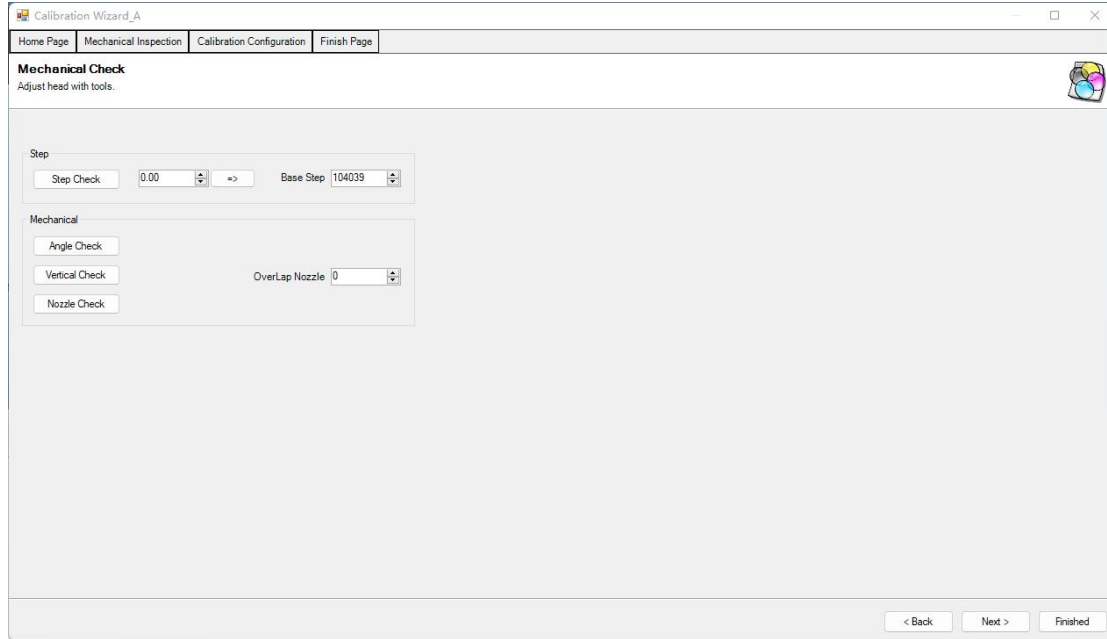 Calibration Wizard_A
Home Page Mechanical Inspection Calibration Configuration Finish Page
Mechanical Check
Adjust head with tools.
Step
Step Check 0.00 => Base Step 104039
Mechanical
Angle Check
Vertical Check OverLap Nozzle 0
Nozzle Check
< Back Next > Finished